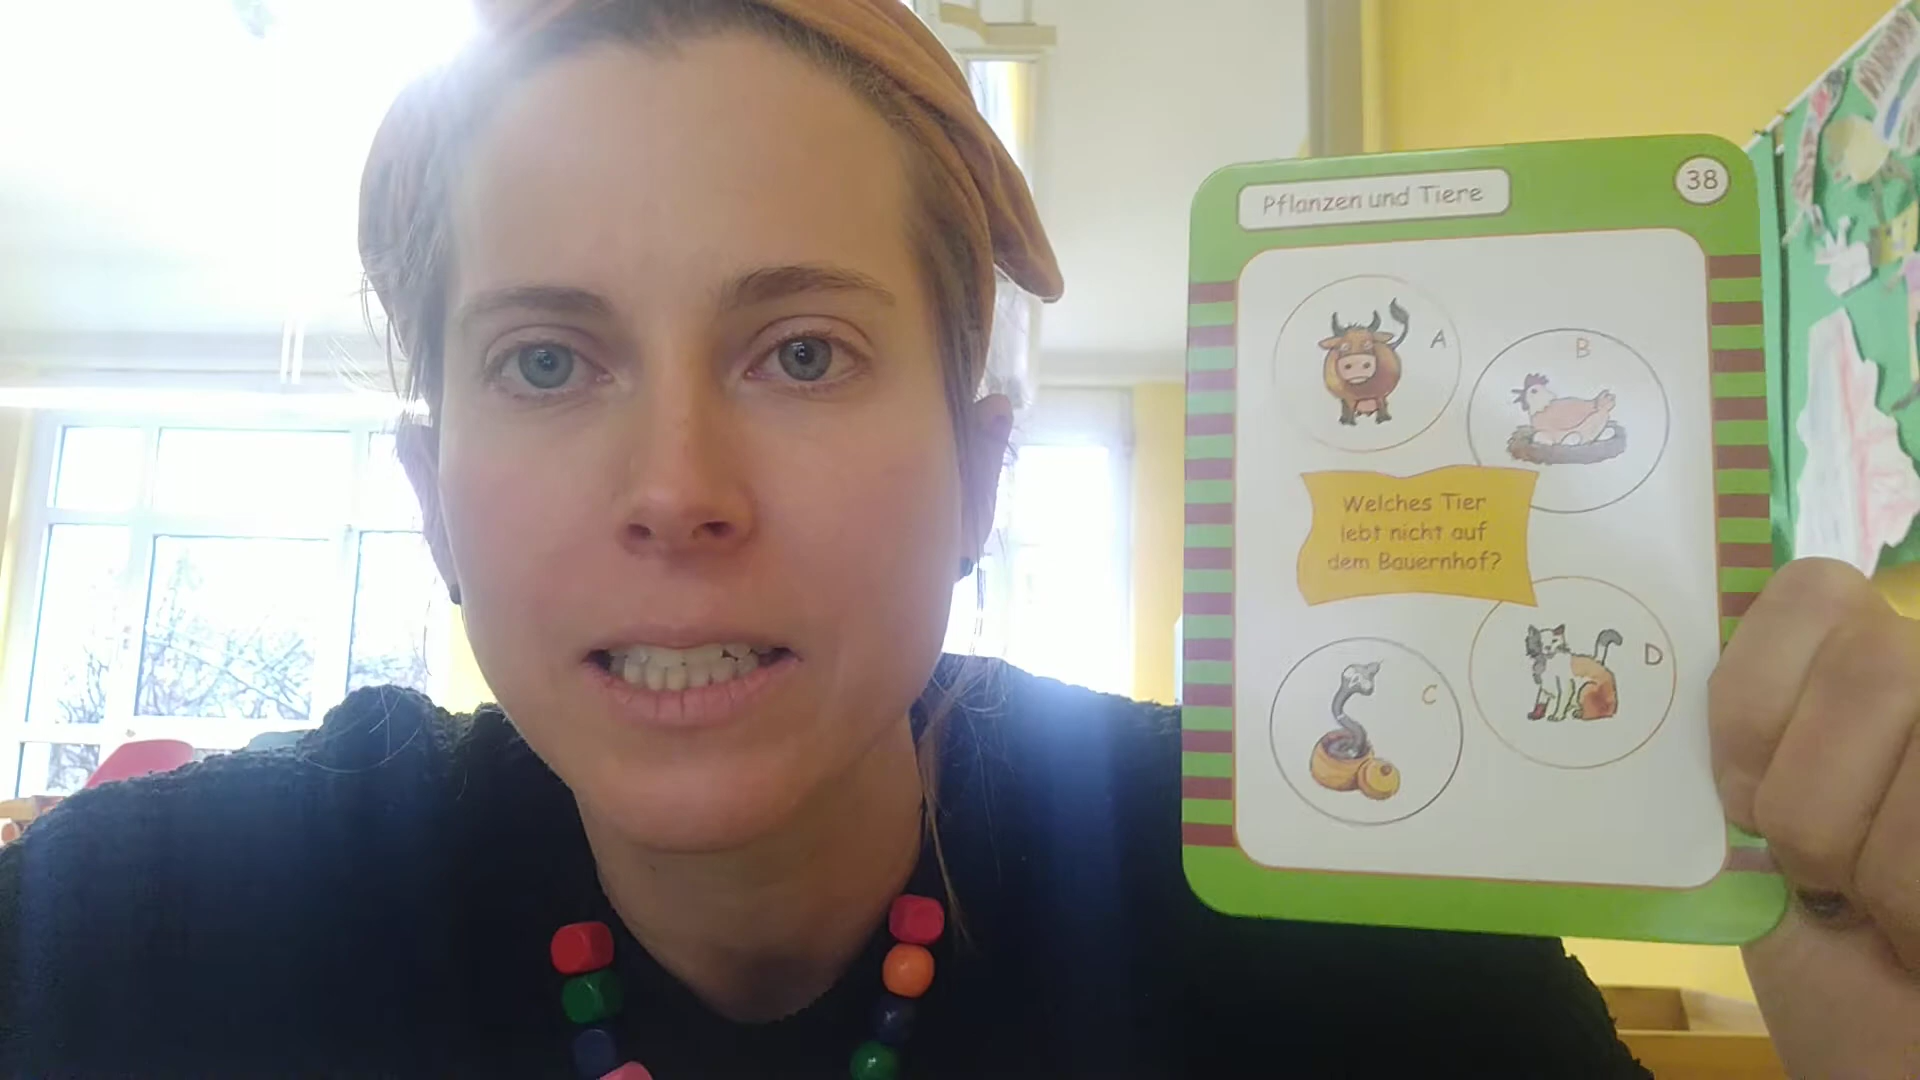 Pflanzen und Tiere
38
A
B
Welches Tier
lebt nicht auf
dem Bauernhof?
C
D